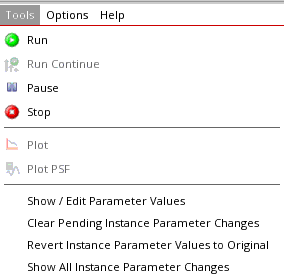 Tools Options Help
Run
Run Continue
Pause
Stop
Plot
Plot PSF
Show / Edit Parameter Values
Clear Pending Instance Parameter Changes
Revert Instance Parameter Values to Original
Show All Instance Parameter Changes